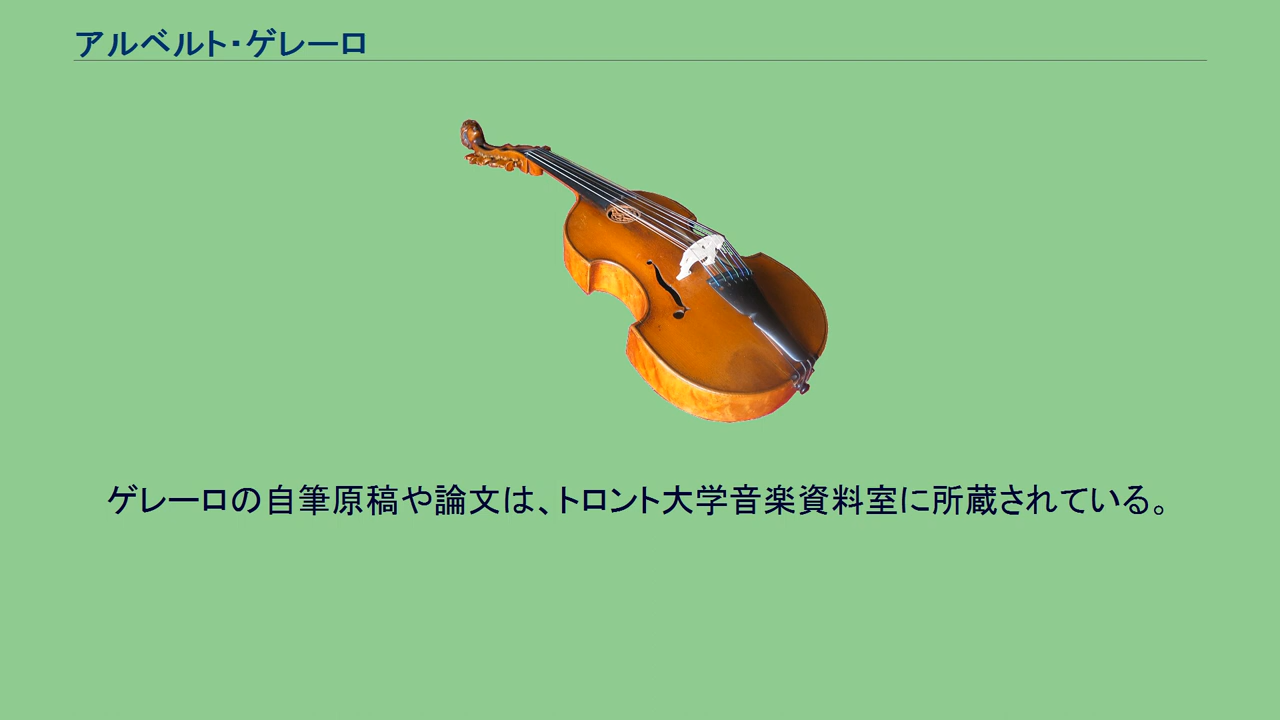 アルベルト・ゲレーロ
ゲレーロの自筆原稿や論文は、トロント大学音楽資料室に所蔵されている。